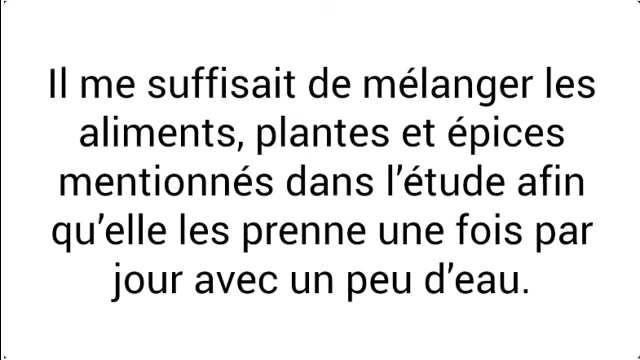 Il me suffisait de mélanger les
aliments, plantes et épices
mentionnés dans l’étude afin
qu’elle les prenne une fois par
jour avec un peu d’eau.